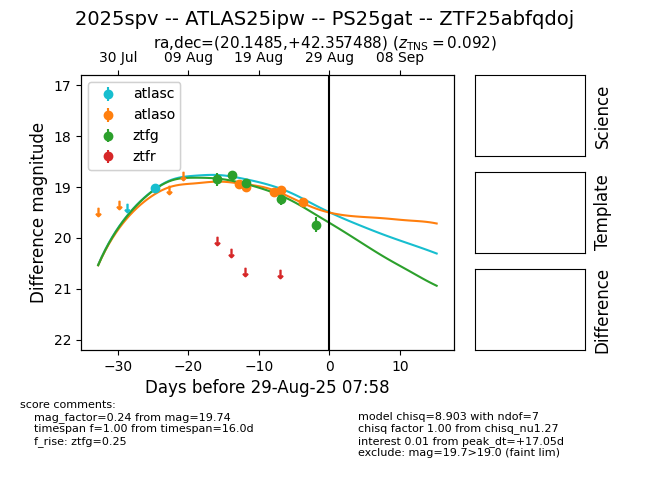 2025spv -- ATLAS25ipw -- PS25gat -- ZTF25abfqdoj
ra,dec=(20.1485,+42.357488) (zTNS = 0.092)
30 Jul 09 Aug 19 Aug 29 Aug 08 Sep
17
18
19
20
21
22
Difference magnitude
atlasc
atlaso
ztfg
ztfr
−30 −20 −10 0 10
Days before 29-Aug-25 07:58
Science
Template
Difference
score comments:
mag_factor=0.24 from mag=19.74
timespan f=1.00 from timespan=16.0d
f_rise: ztfg=0.25
model chisq=8.903 with ndof=7
chisq factor 1.00 from chisq_nu1.27
interest 0.01 from peak_dt=+17.05d
exclude: mag=19.7>19.0 (faint lim)